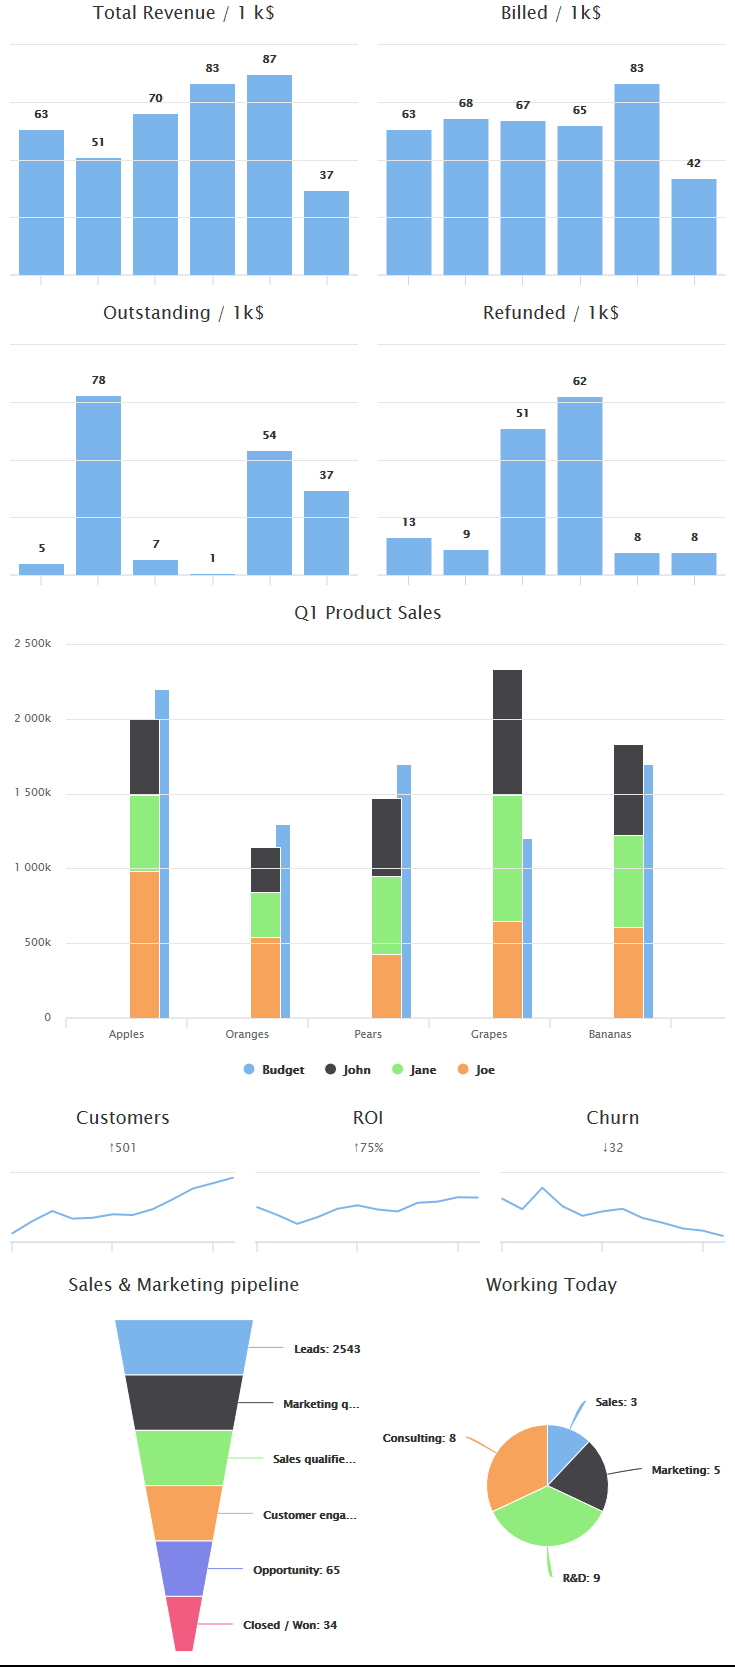 Total Revenue / 1 k$
63
51
70
83
87
37
Billed / 1k$
63
68
67
65
83
42
Outstanding / 1k$
5
78
7
1
54
37
Refunded / 1k$
13
9
51
62
8
8
Q1 Product Sales
2 500k
2 000k
1 500k
1 000k
500k
0
Apples
Oranges
Pears
Grapes
Bananas
Budget
John
Jane
Joe
Customers
↑501
ROI
↑75%
Churn
↓32
Sales & Marketing pipeline
Leads: 2543
Marketing q...
Sales qualifie...
Customer enga...
Opportunity: 65
Closed / Won: 34
Working Today
Sales: 3
Consulting: 8
Marketing: 5
R&D: 9